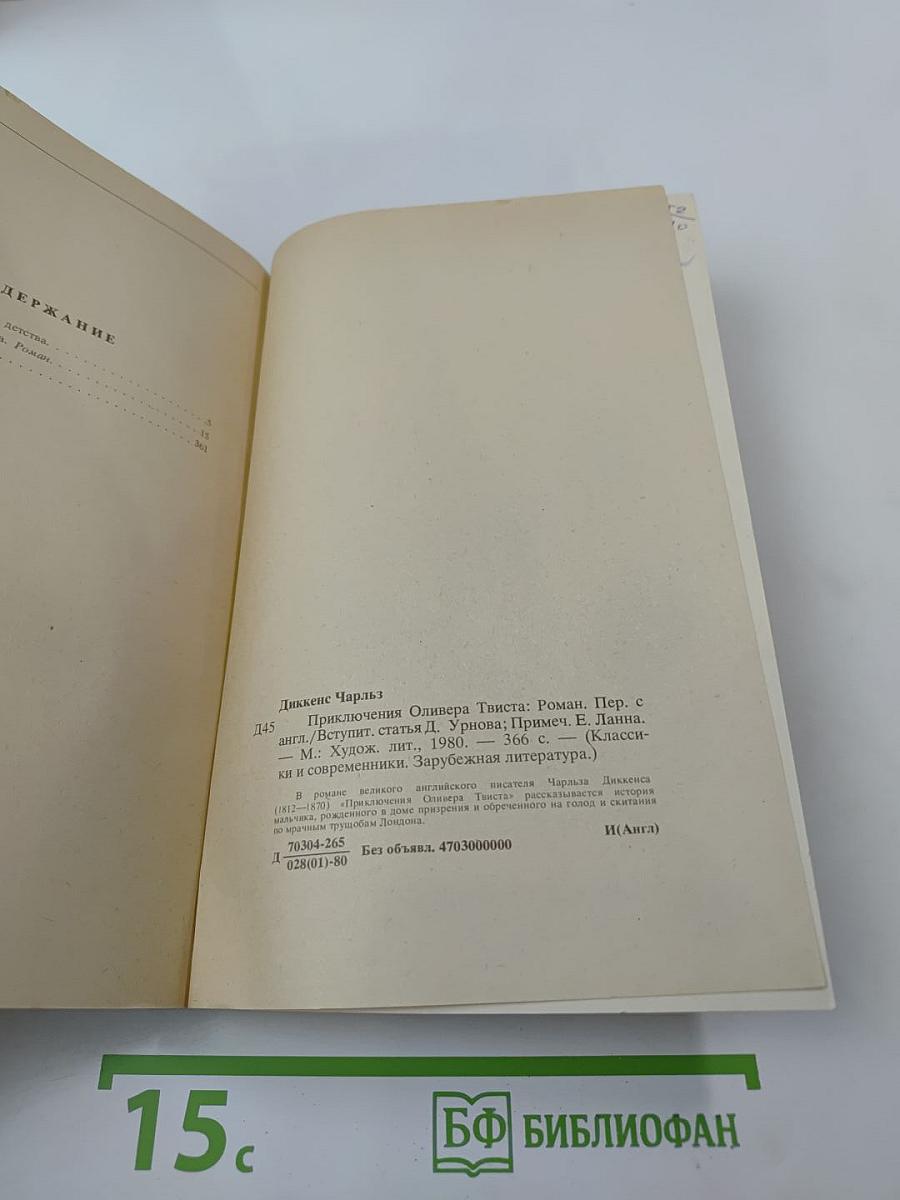 ДЕРЖАНИЕ
детства. . . . . . . . . . . . . 5
Роман. . . . . . . . . . . . . 15
. . . . . . . . . . . . . . . 361
Диккенс Чарльз
Д45 Приключения Оливера Твиста: Роман. Пер. с
англ./Вступит. статья Д. Урнова; Примеч. Е. Ланна.
— М.: Худож. лит., 1980. — 366 с. — (Класси-
ки и современники. Зарубежная литература.)
В романе великого английского писателя Чарльза Диккенса
(1812—1870) «Приключения Оливера Твиста» рассказывается история
мальчика, рожденного в доме призрения и обреченного на голод и скитания
по мрачным трущобам Лондона.
Д 70304-265
028(01)-80
Без объявл. 4703000000
И(Англ)
15 с
БФ БИБЛИОФАН